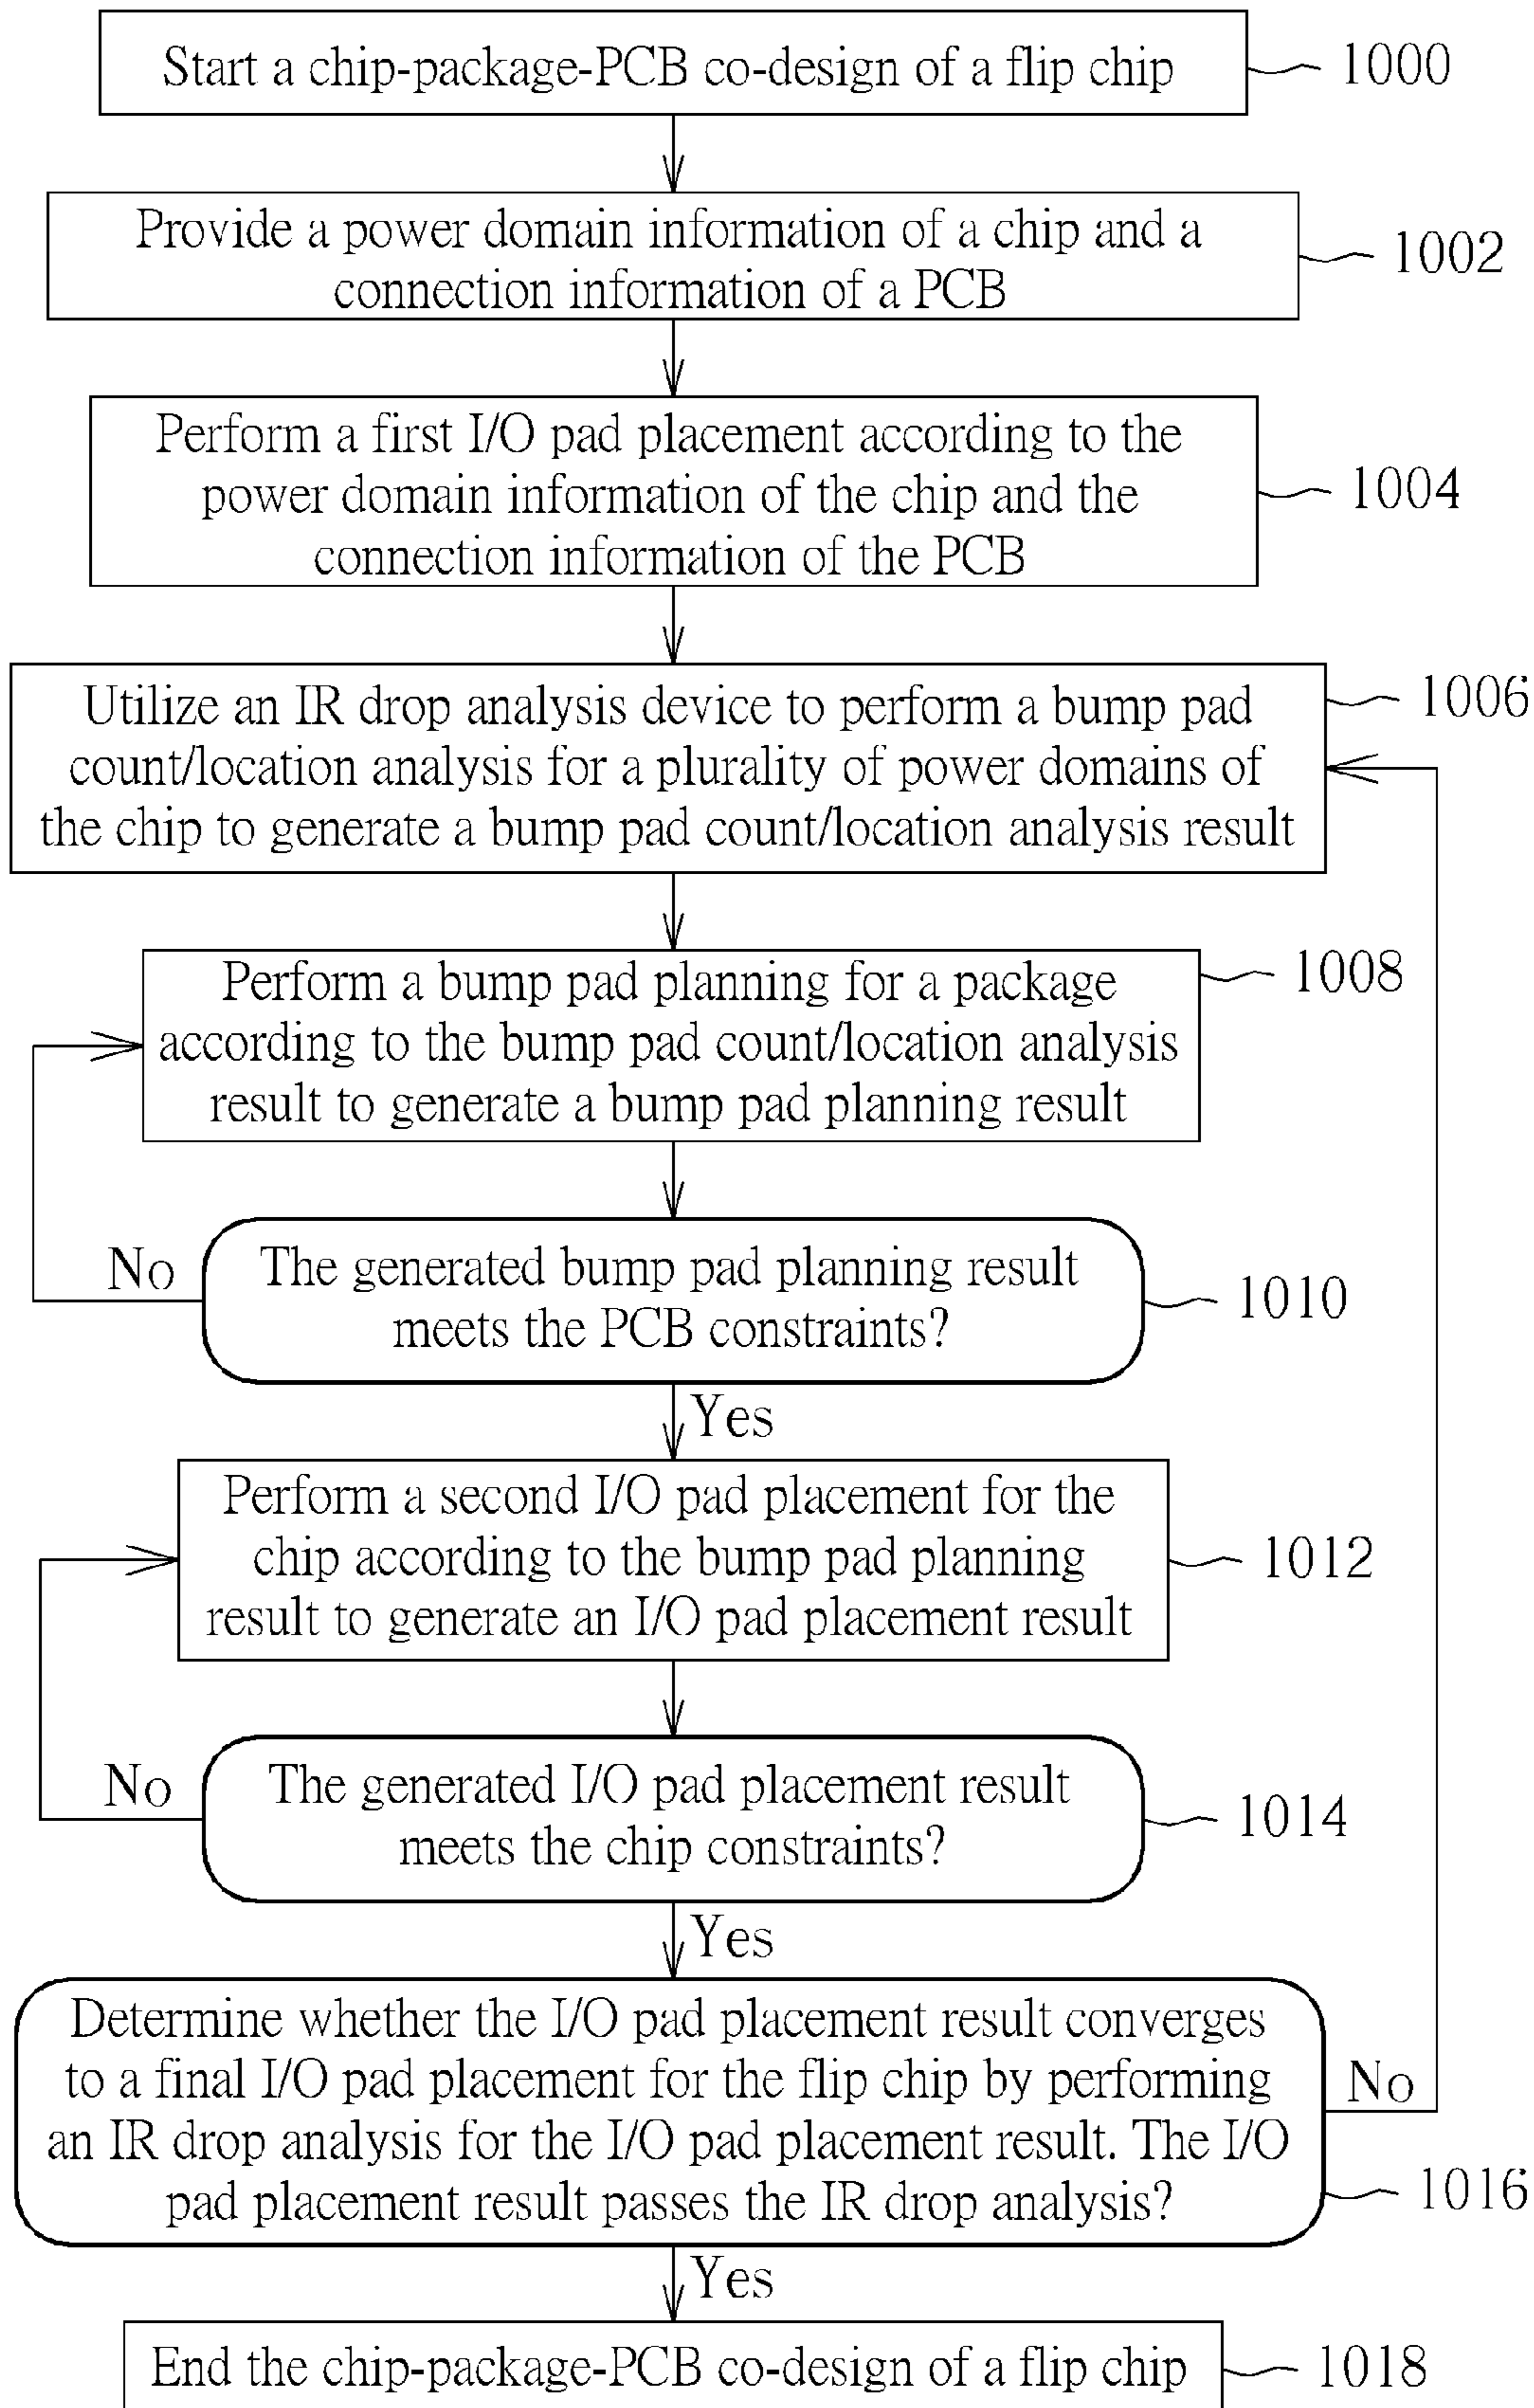 Start a chip-package-PCB co-design of a flip chip
1000
Provide a power domain information of a chip and a
connection information of a PCB
1002
Perform a first I/O pad placement according to the
power domain information of the chip and the
connection information of the PCB
1004
Utilize an IR drop analysis device to perform a bump pad
count/location analysis for a plurality of power domains of
the chip to generate a bump pad count/location analysis result
1006
Perform a bump pad planning for a package
according to the bump pad count/location analysis
result to generate a bump pad planning result
1008
No
The generated bump pad planning result
meets the PCB constraints?
1010
Yes
Perform a second I/O pad placement for the
chip according to the bump pad planning
result to generate an I/O pad placement result
1012
No
The generated I/O pad placement result
meets the chip constraints?
1014
Yes
Determine whether the I/O pad placement result converges
to a final I/O pad placement for the flip chip by performing
an IR drop analysis for the I/O pad placement result. The I/O
pad placement result passes the IR drop analysis?
No
1016
Yes
End the chip-package-PCB co-design of a flip chip
1018